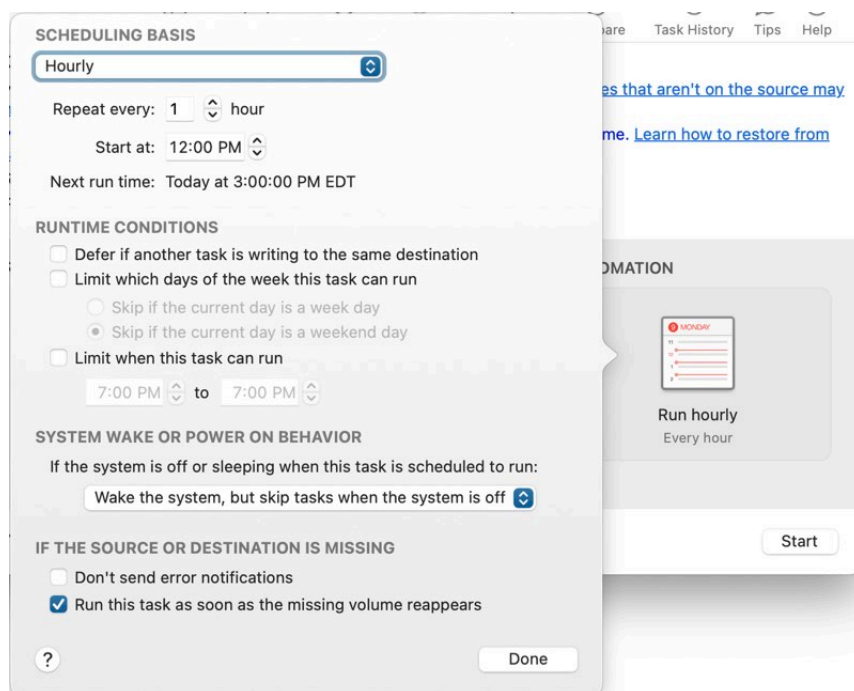 SCHEDULING BASIS
Hourly
Repeat every: 1 hour
Start at: 12:00 PM
Next run time: Today at 3:00:00 PM EDT
RUNTIME CONDITIONS
Defer if another task is writing to the same destination
Limit which days of the week this task can run
Skip if the current day is a week day
Skip if the current day is a weekend day
Limit when this task can run
7:00 PM to 7:00 PM
SYSTEM WAKE OR POWER ON BEHAVIOR
If the system is off or sleeping when this task is scheduled to run:
Wake the system, but skip tasks when the system is off
IF THE SOURCE OR DESTINATION IS MISSING
Don't send error notifications
Run this task as soon as the missing volume reappears
? Done
are Task History Tips Help
es that aren't on the source may
me. Learn how to restore from
OMATION
9 MONDAY
11
1
2
Run hourly
Every hour
Start